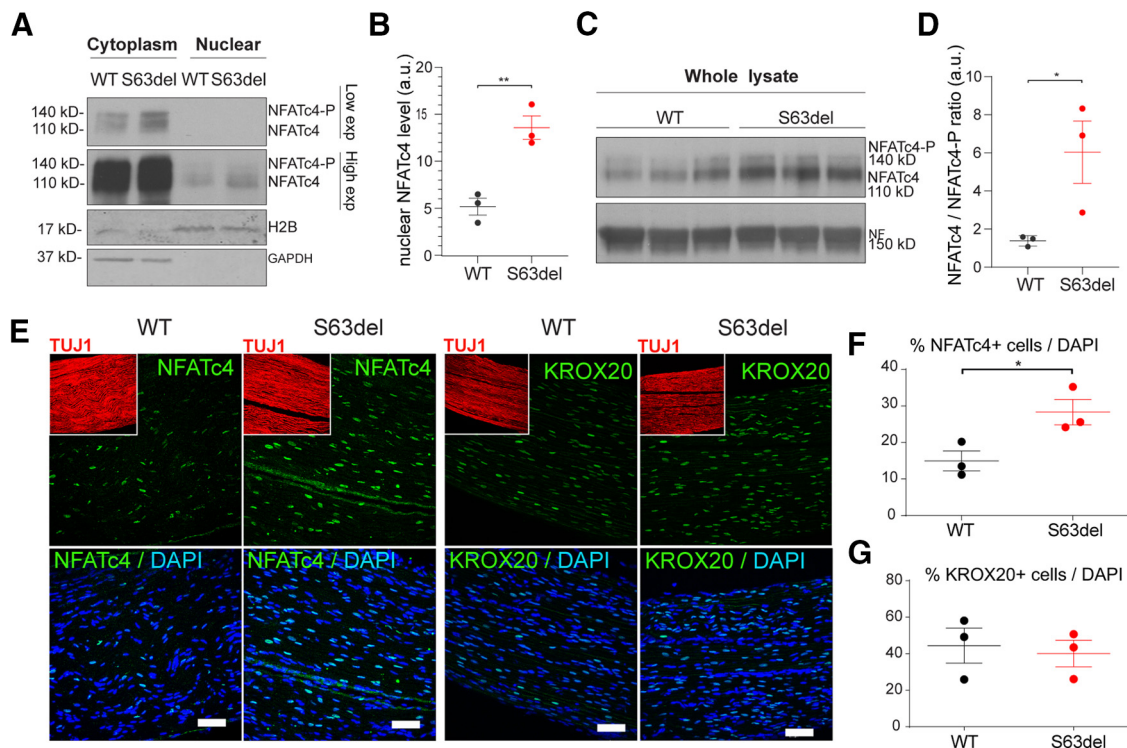 A
Cytoplasm Nuclear
WT S63del WT S63del
140 kD-
110 kD-
NFATc4-P
NFATc4
Low exp
140 kD-
110 kD-
NFATc4-P
NFATc4
High exp
17 kD-
H2B
37 kD-
GAPDH
B
nuclear NFATc4 level (a.u.)
20
15
10
5
0
**
WT S63del
C
Whole lysate
WT S63del
NFATc4-P
140 kD
NFATc4
110 kD
NF
150 kD
D
NFATc4 / NFATc4-P ratio (a.u.)
10
8
6
4
2
0
*
WT S63del
E
WT S63del WT S63del
TUJ1 NFATc4
TUJ1 NFATc4
TUJ1 KROX20
TUJ1 KROX20
NFATc4 / DAPI
NFATc4 / DAPI
KROX20 / DAPI
KROX20 / DAPI
F
% NFATc4+ cells / DAPI
40
30
20
10
0
*
WT S63del
G
% KROX20+ cells / DAPI
80
60
40
20
0
WT S63del